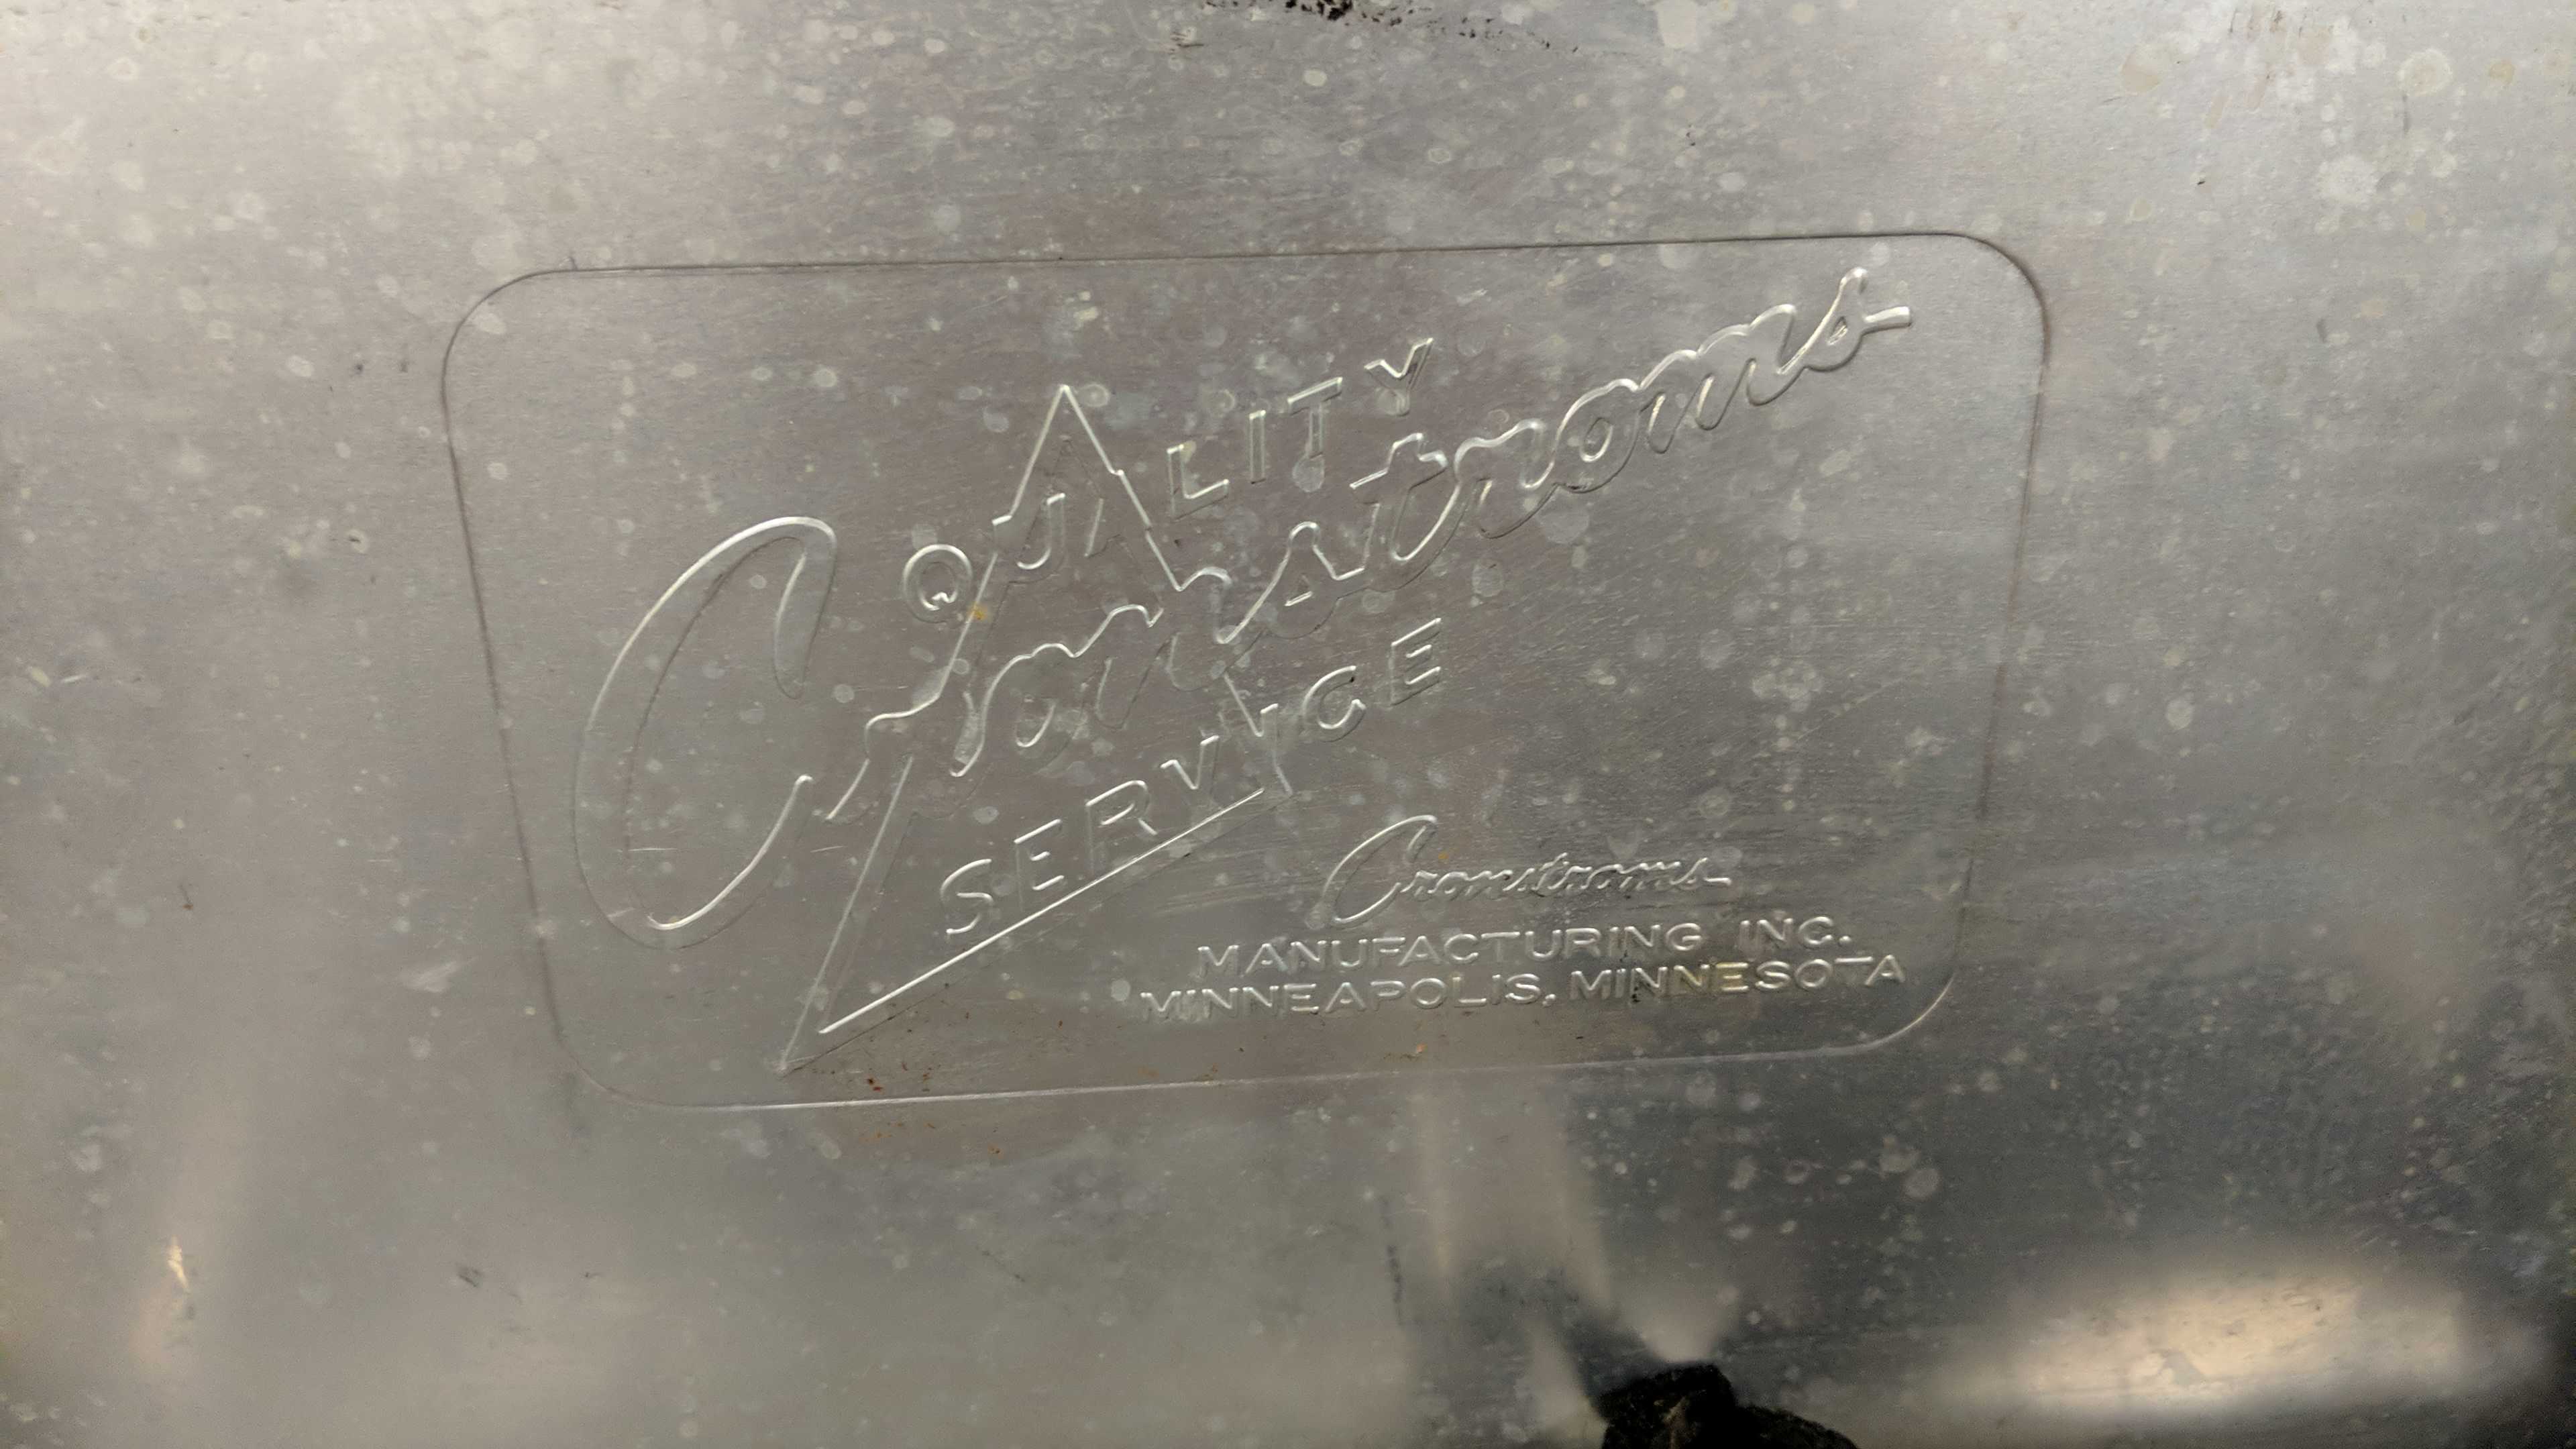 QUALITY
Cronstroms
SERVICE
Cronstroms
MANUFACTURING INC.
MINNEAPOLIS, MINNESOTA